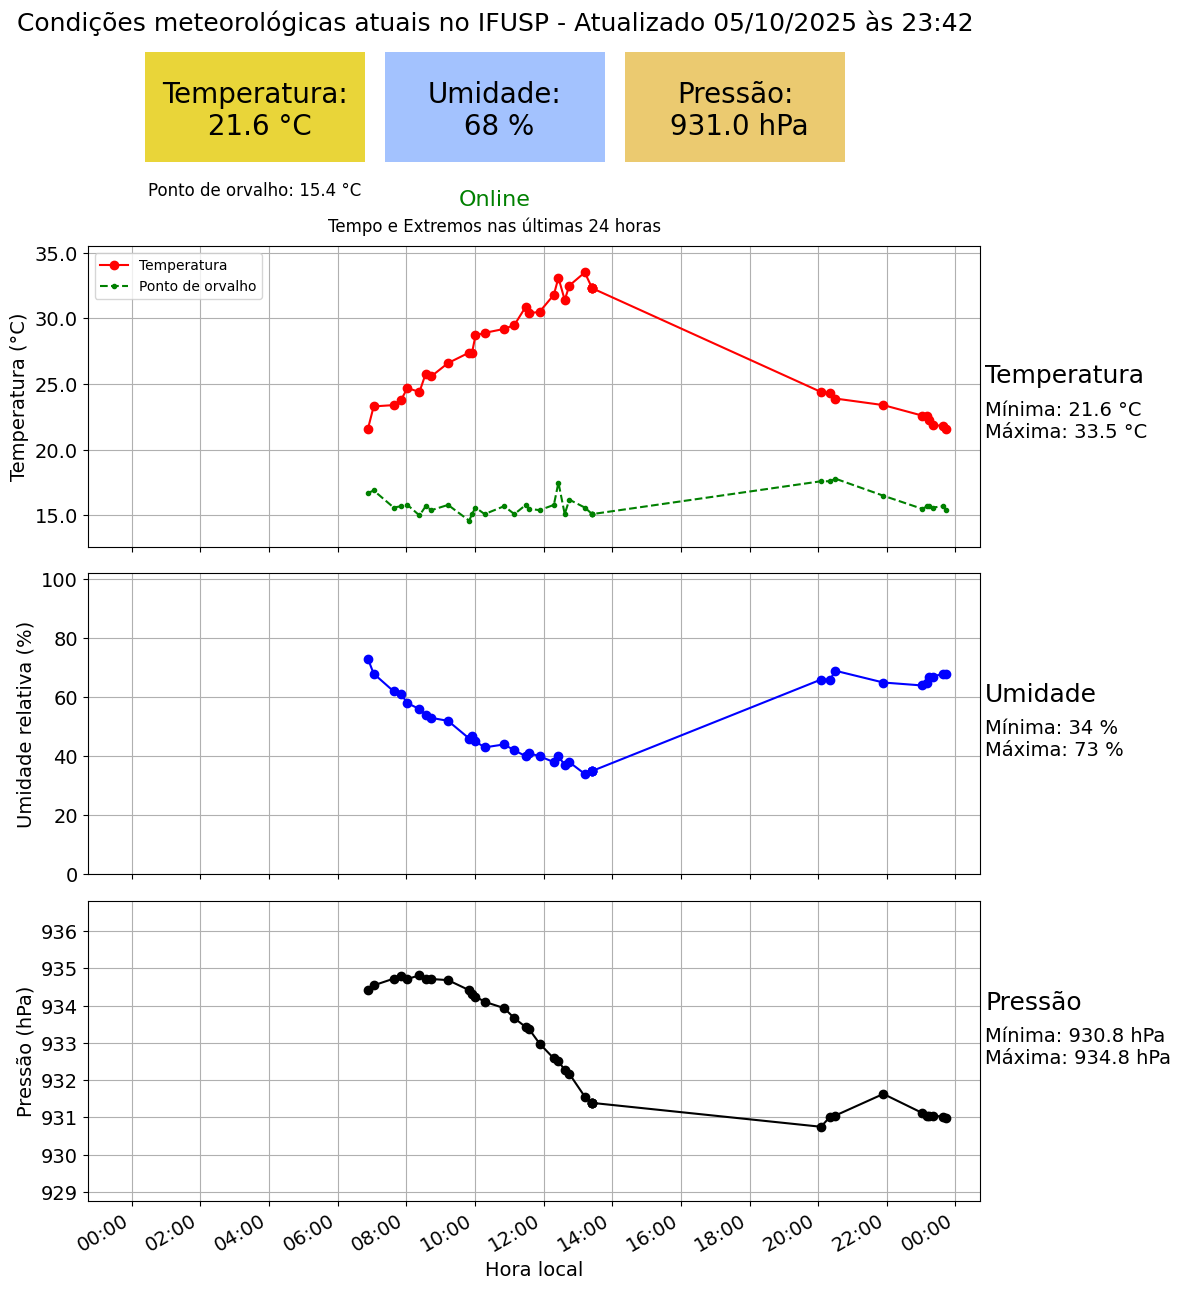 Condições meteorológicas atuais no IFUSP - Atualizado 05/10/2025 às 23:42
Temperatura:
21.6 °C
Umidade:
68 %
Pressão:
931.0 hPa
Ponto de orvalho: 15.4 °C
Online
Tempo e Extremos nas últimas 24 horas
Temperatura (°C)
35.0
30.0
25.0
20.0
15.0
Temperatura
Ponto de orvalho
Temperatura
Mínima: 21.6 °C
Máxima: 33.5 °C
Umidade relativa (%)
100
80
60
40
20
0
Umidade
Mínima: 34 %
Máxima: 73 %
Pressão (hPa)
936
935
934
933
932
931
930
929
Pressão
Mínima: 930.8 hPa
Máxima: 934.8 hPa
00:00 02:00 04:00 06:00 08:00 10:00 12:00 14:00 16:00 18:00 20:00 22:00 00:00
Hora local